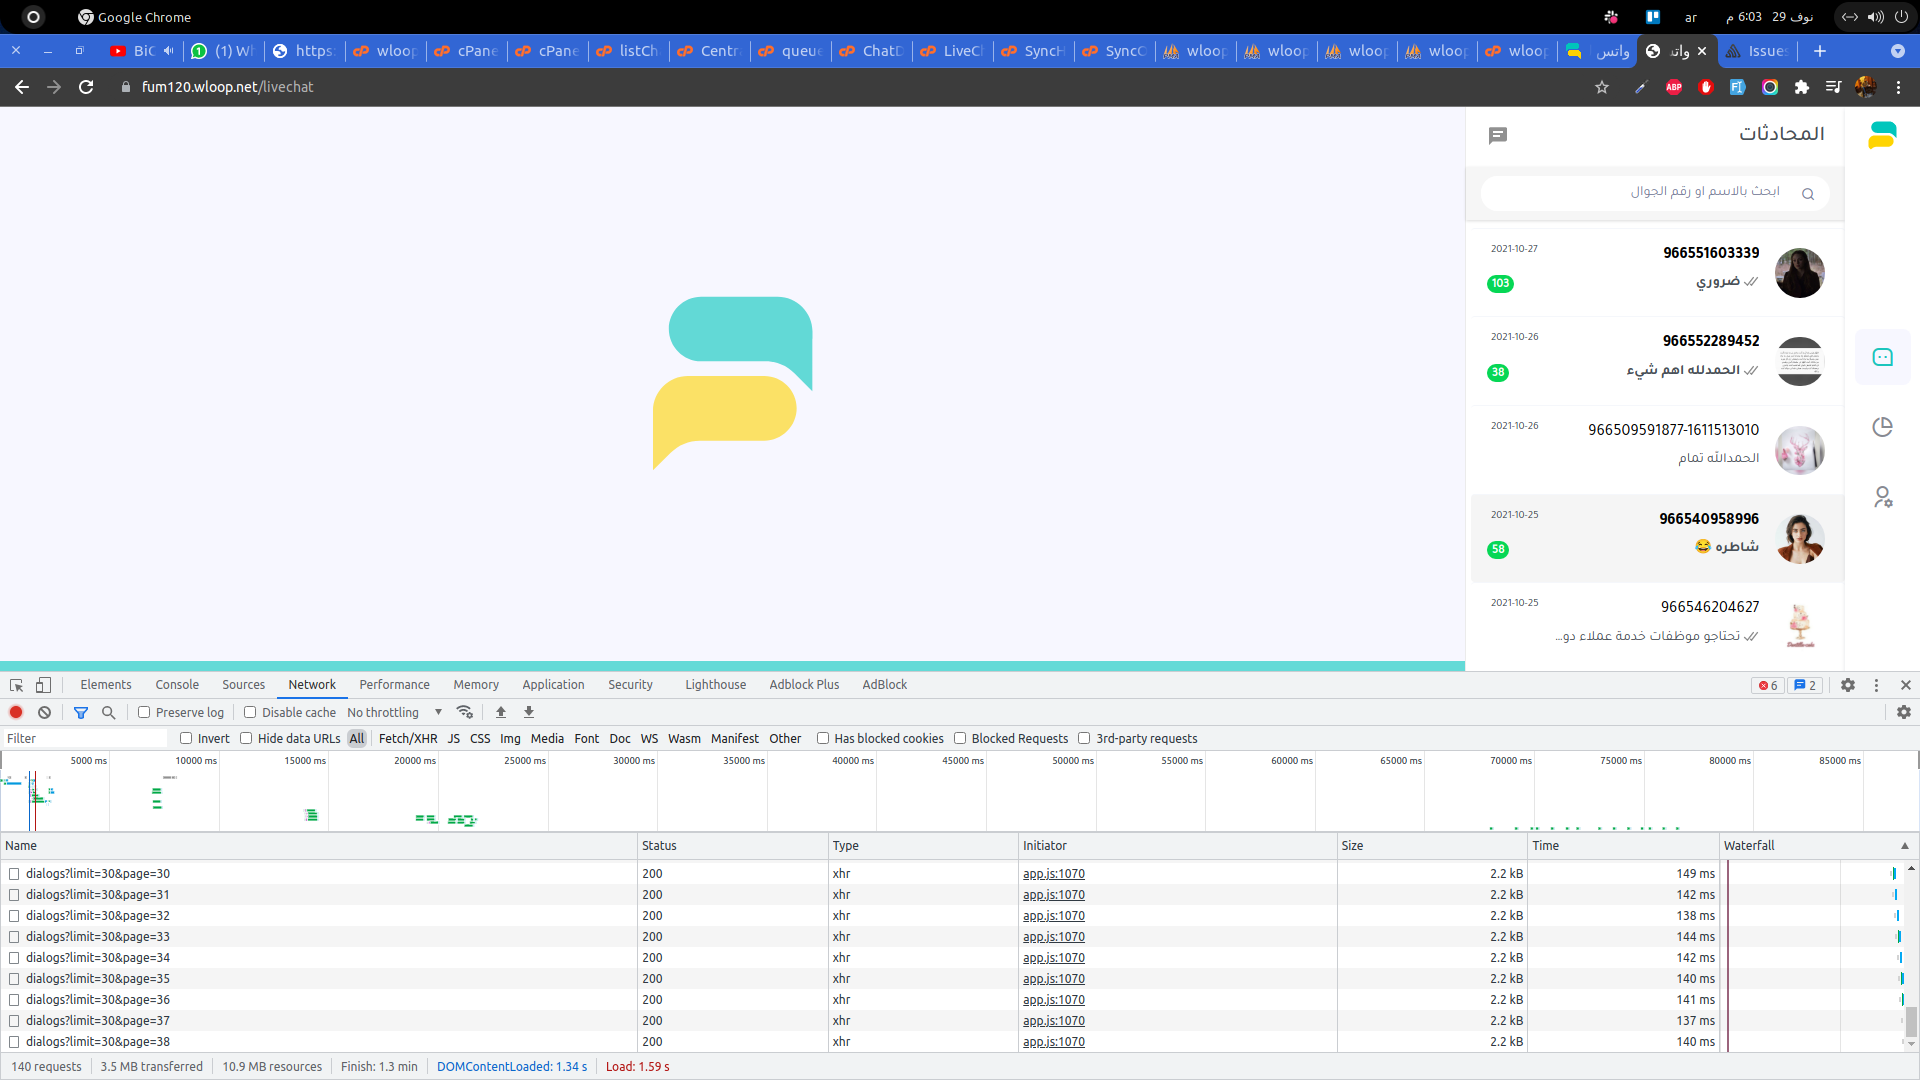 Google Chrome
ar
نوف 29 6:03 م
BiG
(1) Wh
https:
wloop
cPane
cPane
listCh
Centr
queue
ChatD
LiveCh
SyncH
SyncC
wloop
wloop
wloop
wloop
wloop
واتس
واتس
Issues
fum120.wloop.net/livechat
ABP
المحادثات
ابحث بالاسم او رقم الجوال
966551603339
2021-10-27
ضروري
103
966552289452
2021-10-26
الحمدلله اهم شيء
38
966509591877-1611513010
2021-10-26
الحمدالله تمام
966540958996
2021-10-25
شاطره 😂
58
966546204627
2021-10-25
تحتاجو موظفات خدمة عملاء دو...
Elements Console Sources Network Performance Memory Application Security Lighthouse Adblock Plus AdBlock 6 2
Preserve log Disable cache No throttling
Filter Invert Hide data URLs All Fetch/XHR JS CSS Img Media Font Doc WS Wasm Manifest Other Has blocked cookies Blocked Requests 3rd-party requests
5000 ms 10000 ms 15000 ms 20000 ms 25000 ms 30000 ms 35000 ms 40000 ms 45000 ms 50000 ms 55000 ms 60000 ms 65000 ms 70000 ms 75000 ms 80000 ms 85000 ms
Name Status Type Initiator Size Time Waterfall
dialogs?limit=30&page=30 200 xhr app.js:1070 2.2 kB 149 ms
dialogs?limit=30&page=31 200 xhr app.js:1070 2.2 kB 142 ms
dialogs?limit=30&page=32 200 xhr app.js:1070 2.2 kB 138 ms
dialogs?limit=30&page=33 200 xhr app.js:1070 2.2 kB 144 ms
dialogs?limit=30&page=34 200 xhr app.js:1070 2.2 kB 142 ms
dialogs?limit=30&page=35 200 xhr app.js:1070 2.2 kB 140 ms
dialogs?limit=30&page=36 200 xhr app.js:1070 2.2 kB 141 ms
dialogs?limit=30&page=37 200 xhr app.js:1070 2.2 kB 137 ms
dialogs?limit=30&page=38 200 xhr app.js:1070 2.2 kB 140 ms
140 requests 3.5 MB transferred 10.9 MB resources Finish: 1.3 min DOMContentLoaded: 1.34 s Load: 1.59 s